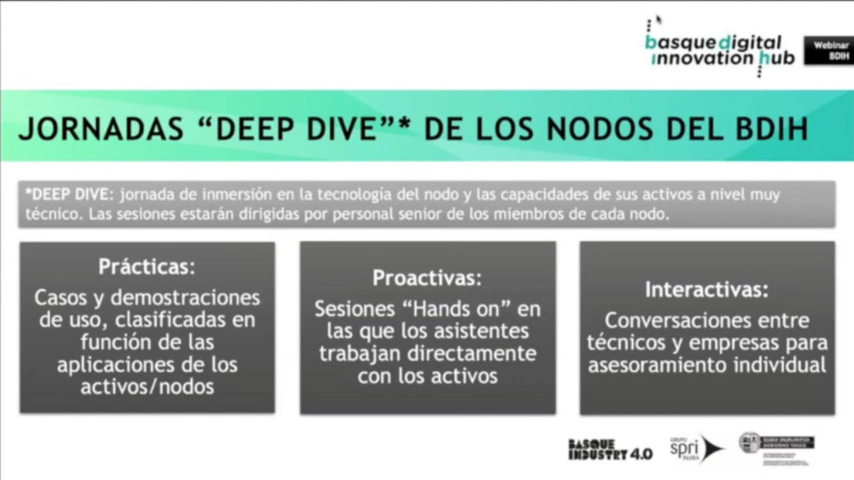 basque digital
innovation hub
Webinar
BDIH
JORNADAS “DEEP DIVE”* DE LOS NODOS DEL BDIH
*DEEP DIVE: jornada de inmersión en la tecnología del nodo y las capacidades de sus activos a nivel muy
técnico. Las sesiones estarán dirigidas por personal senior de los miembros de cada nodo.
Prácticas:
Casos y demostraciones
de uso, clasificadas en
función de las
aplicaciones de los
activos/nodos
Proactivas:
Sesiones “Hands on” en
las que los asistentes
trabajan directamente
con los activos
Interactivas:
Conversaciones entre
técnicos y empresas para
asesoramiento individual
BASQUE
INDUSTRY 4.0
GRUPO
spri
TALDEA